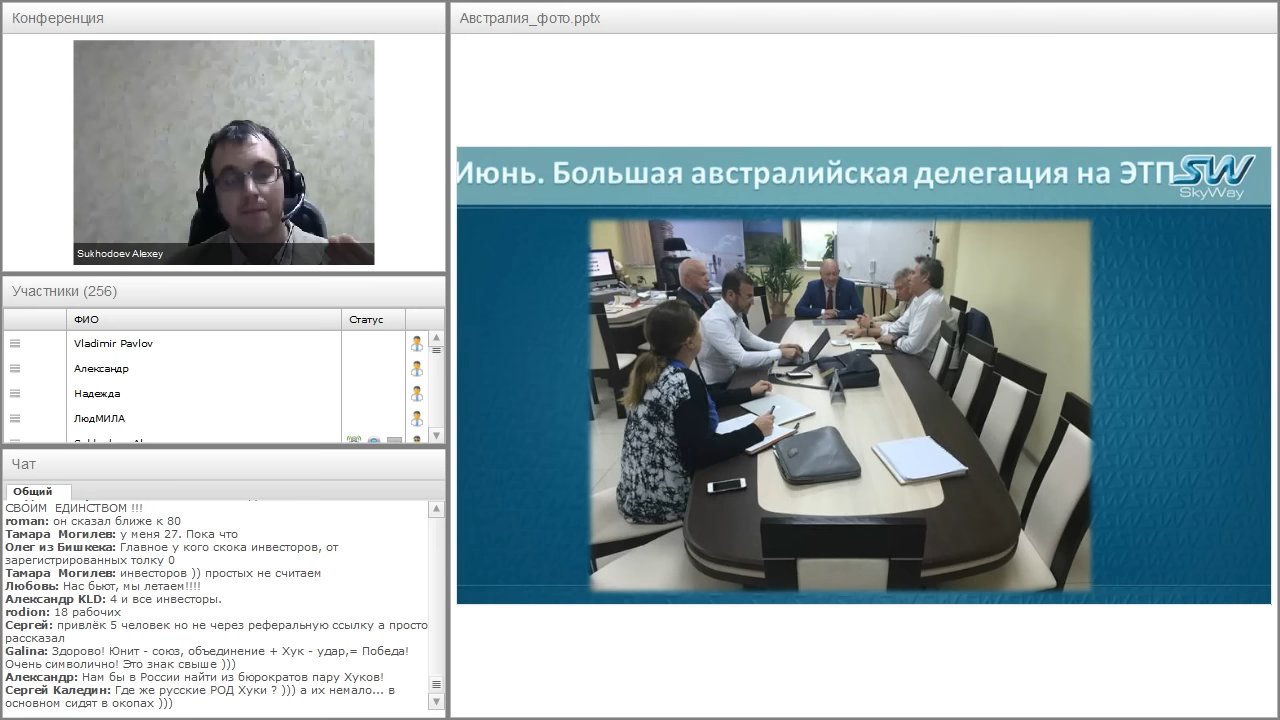 Конференция
Sukhodoev Alexey
Участники (256)
ФИО
Статус
Vladimir Pavlov
Александр
Надежда
ЛюдМИЛА
Чат
Общий
СВОИМ ЕДИНСТВОМ !!!
roman: он сказал ближе к 80
Тамара Могилев: у меня 27. Пока что
Олег из Бишкека: Главное у кого скока инвесторов, от
зарегистрированных толку 0
Тамара Могилев: инвесторов )) простых не считаем
Любовь: Нас бьют, мы летаем!!!!
Александр KLD: 4 и все инвесторы.
rodion: 18 рабочих
Сергей: привлёк 5 человек но не через реферальную ссылку а просто
рассказал
Galina: Здорово! Юнит - союз, объединение + Хук - удар,= Победа!
Очень символично! Это знак свыше )))
Александр: Нам бы в России найти из бюрократов пару Хуков!
Сергей Каледин: Где же русские РОД Хуки ? ))) а их немало... в
основном сидят в окопах )))
Австралия_фото.pptx
Июнь. Большая австралийская делегация на ЭТП
SW
SkyWay